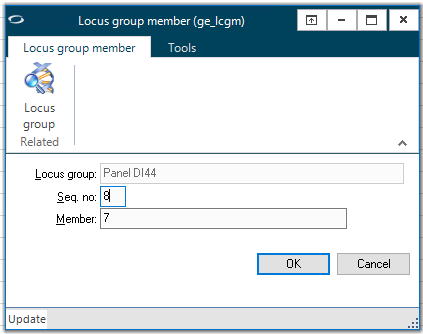 Locus group member (ge_lcgm)
Locus group member Tools
Locus
group
Related
Locus group: Panel DI44
Seq. no: 8
Member: 7
OK Cancel
Update